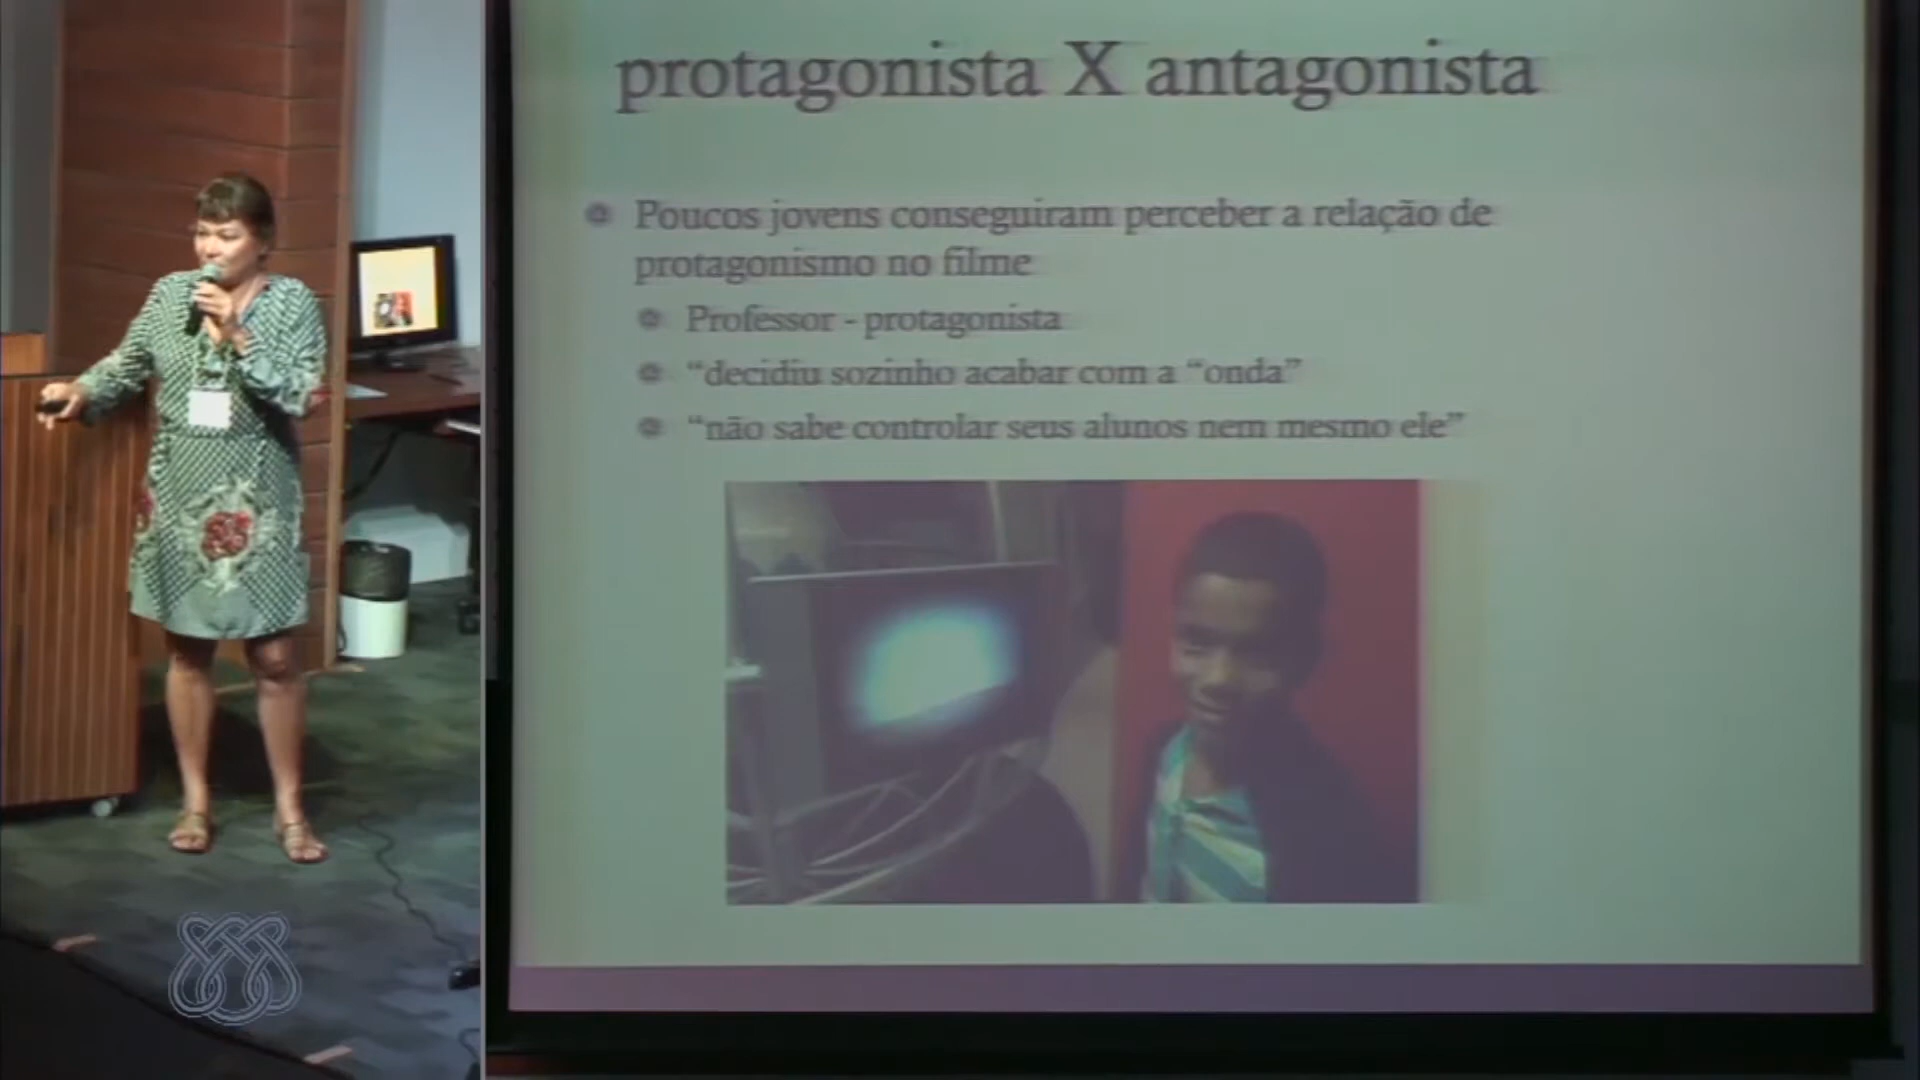 protagonista X antagonista
Poucos jovens conseguiram perceber a relação de
protagonismo no filme
Professor - protagonista
“decidiu sozinho acabar com a “onda”
“não sabe controlar seus alunos nem mesmo ele”